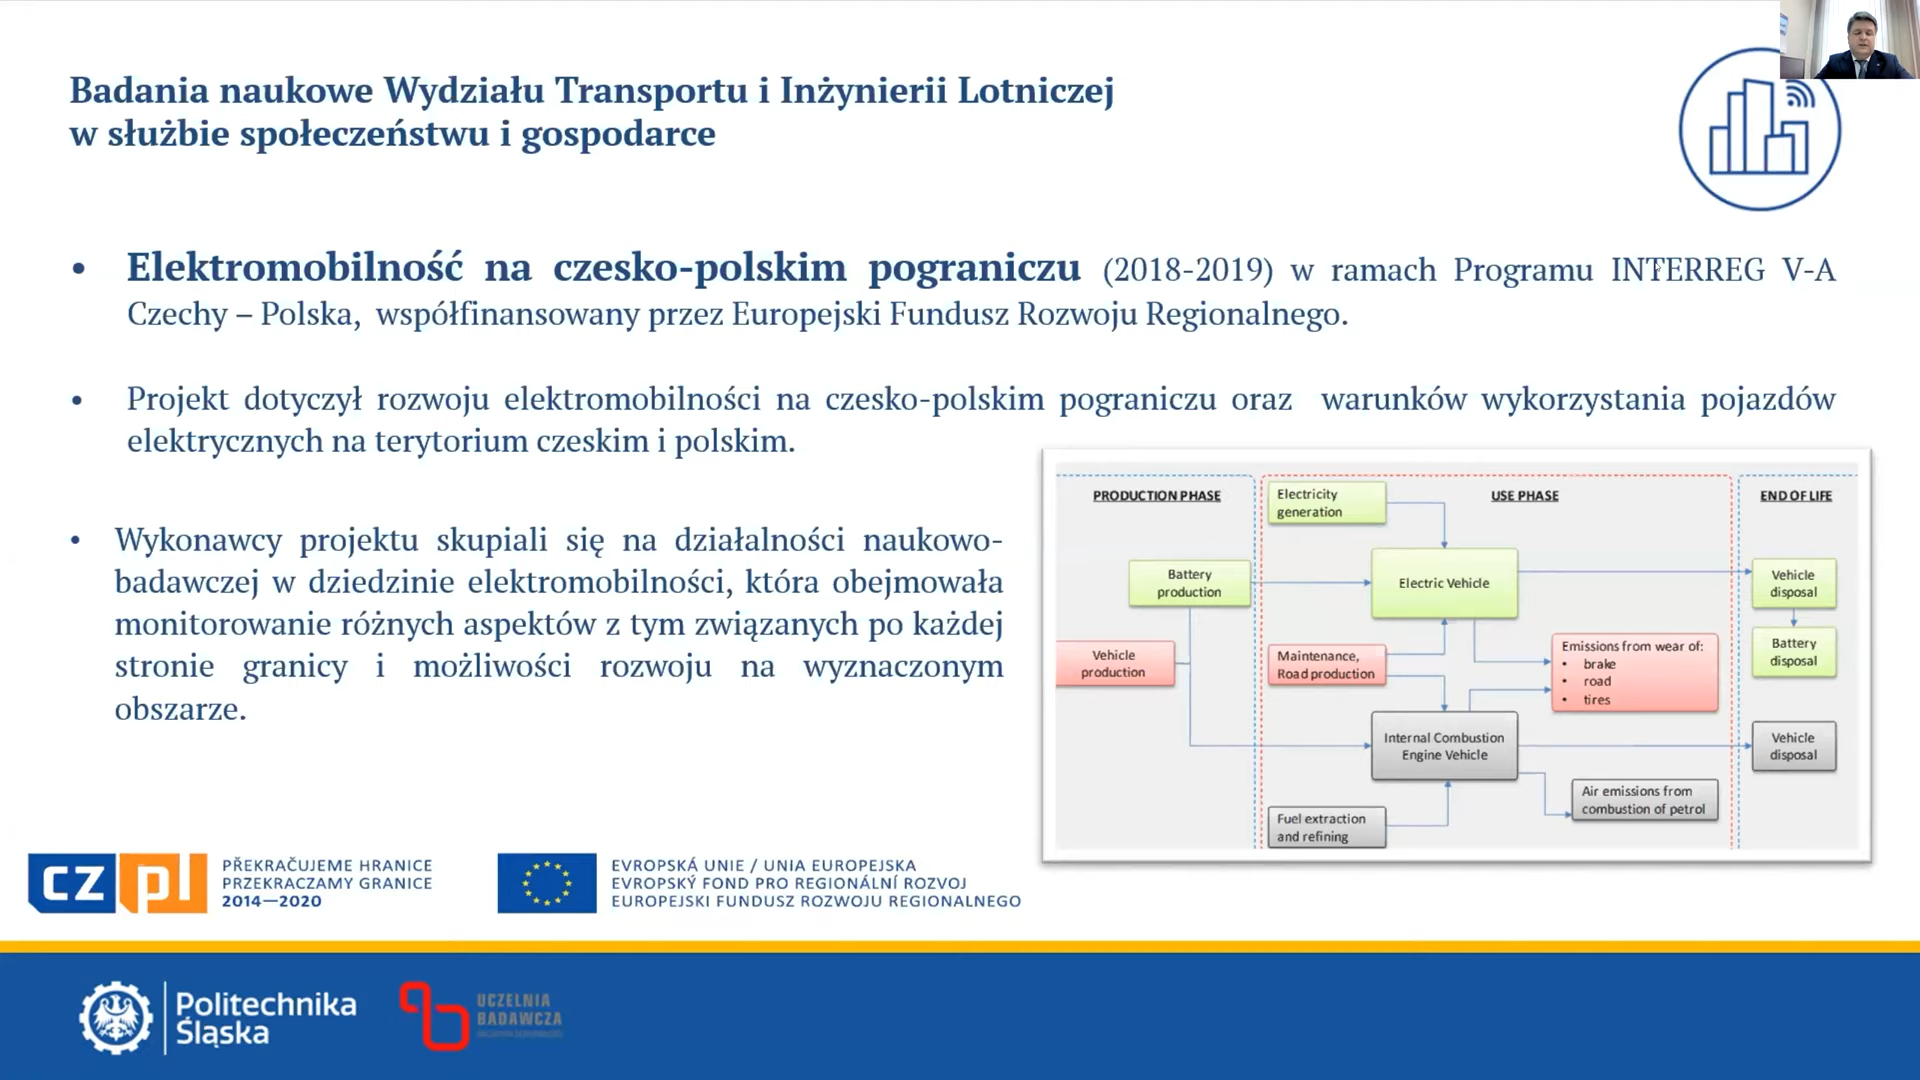 Badania naukowe Wydziału Transportu i Inżynierii Lotniczej
w służbie społeczeństwu i gospodarce
• Elektromobilność na czesko-polskim pograniczu (2018-2019) w ramach Programu INTERREG V-A
Czechy – Polska, współfinansowany przez Europejski Fundusz Rozwoju Regionalnego.
• Projekt dotyczył rozwoju elektromobilności na czesko-polskim pograniczu oraz warunków wykorzystania pojazdów
elektrycznych na terytorium czeskim i polskim.
• Wykonawcy projektu skupiali się na działalności naukowo-
badawczej w dziedzinie elektromobilności, która obejmowała
monitorowanie różnych aspektów z tym związanych po każdej
stronie granicy i możliwości rozwoju na wyznaczonym
obszarze.
PRODUCTION PHASE
USE PHASE
END OF LIFE
Electricity
generation
Battery
production
Electric Vehicle
Vehicle
disposal
Vehicle
production
Maintenance,
Road production
Emissions from wear of:
• brake
• road
• tires
Battery
disposal
Internal Combustion
Engine Vehicle
Vehicle
disposal
Air emissions from
combustion of petrol
Fuel extraction
and refining
cz pl
PŘEKRAČUJEME HRANICE
PRZEKRACZAMY GRANICE
2014—2020
EVROPSKÁ UNIE / UNIA EUROPEJSKA
EVROPSKÝ FOND PRO REGIONÁLNÍ ROZVOJ
EUROPEJSKI FUNDUSZ ROZWOJU REGIONALNEGO
Politechnika
Śląska
UCZELNIA
BADAWCZA